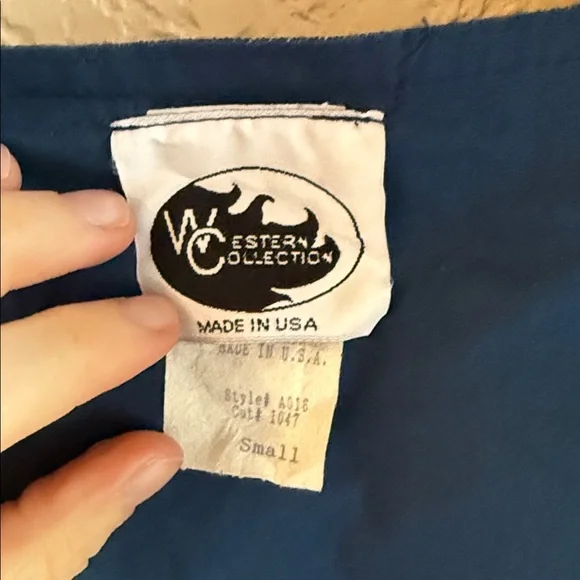 WESTERN
COLLECTION
MADE IN USA
MADE IN U.S.A.
Style# A016
Cut# 1047
Small